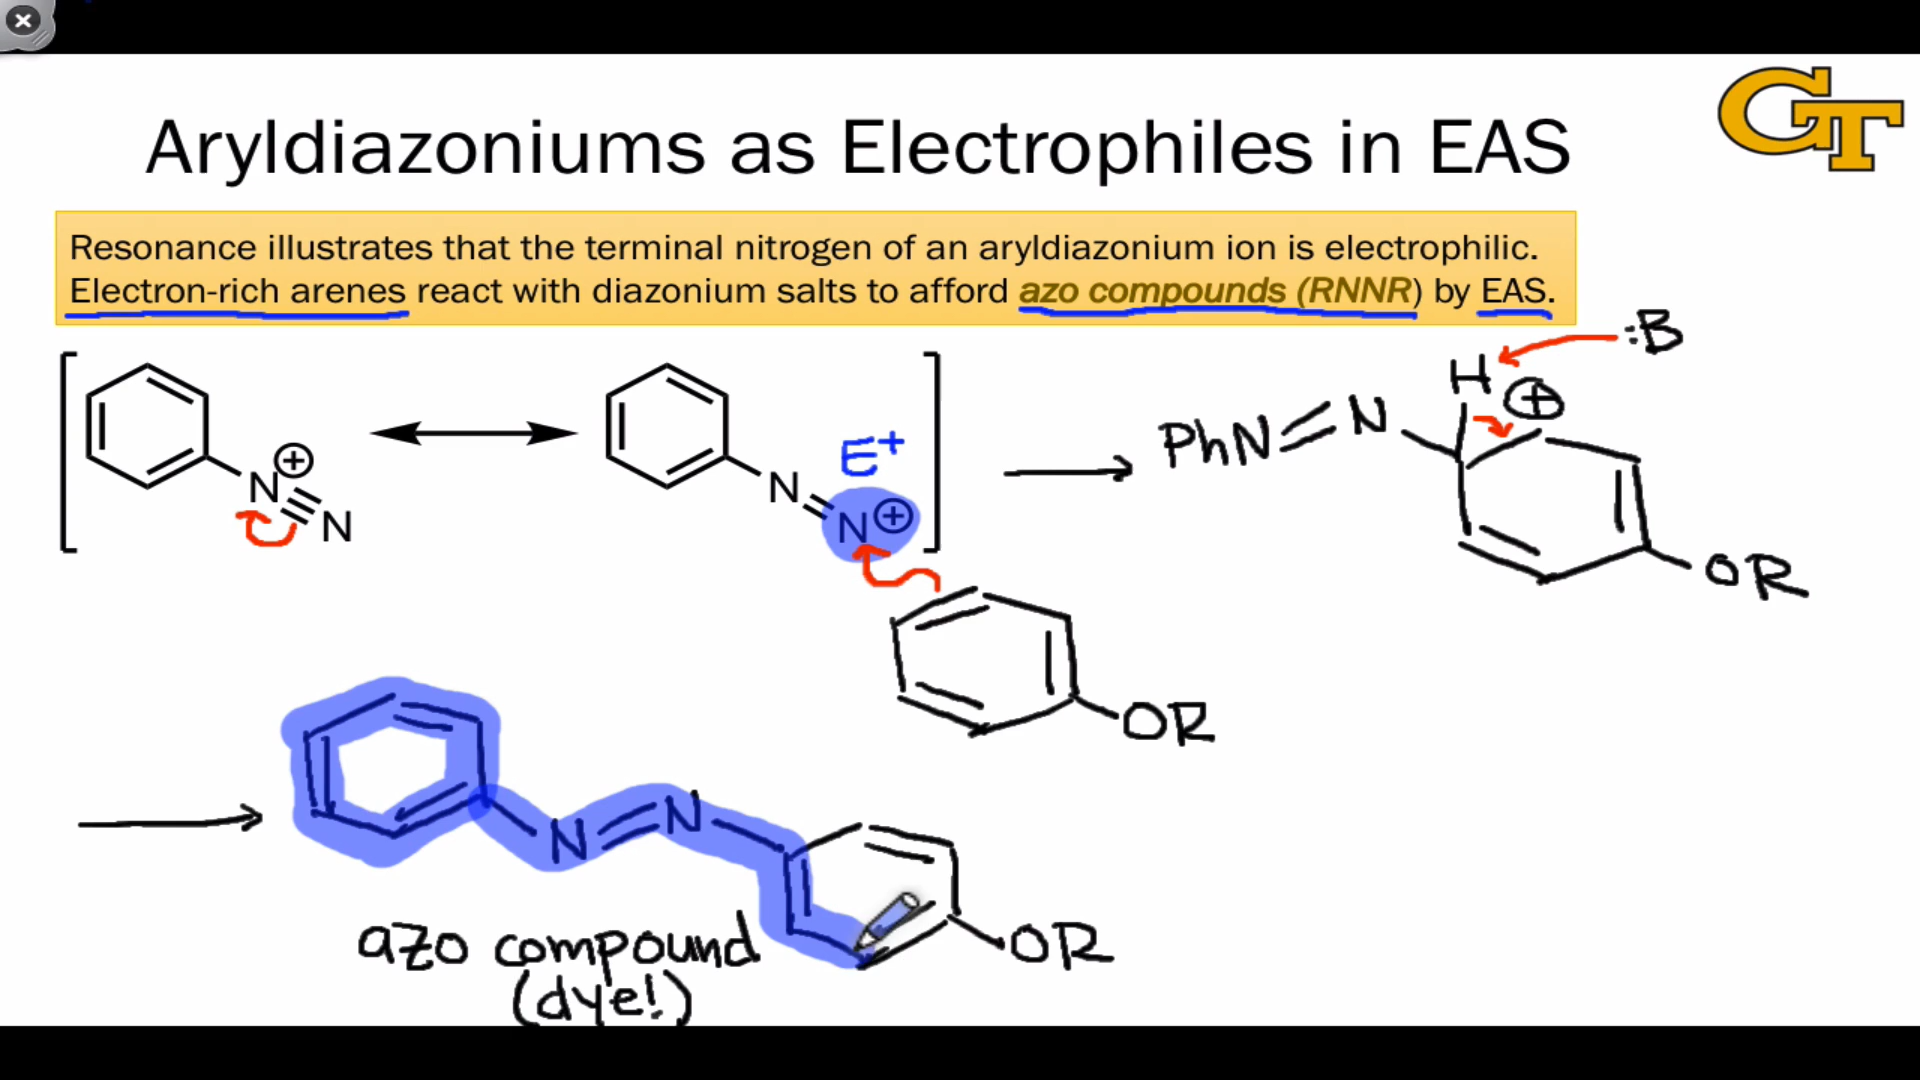 GT
Aryldiazoniums as Electrophiles in EAS
Resonance illustrates that the terminal nitrogen of an aryldiazonium ion is electrophilic.
Electron-rich arenes react with diazonium salts to afford azo compounds (RNNR) by EAS.
:B
H
⊕
PhN=N
OR
⊕
N≡N
E+
N=N
⊕
OR
N=N
OR
azo compound
(dye!)